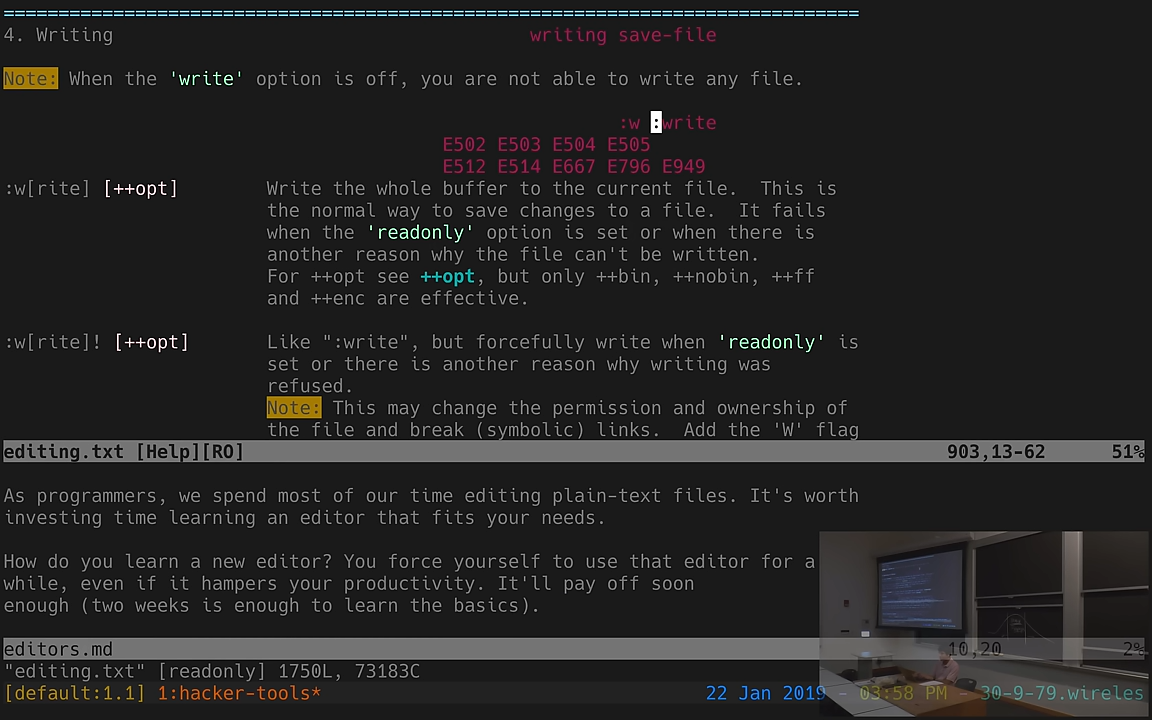 ==============================================================================
4. Writing writing save-file
Note: When the 'write' option is off, you are not able to write any file.
:w :write
E502 E503 E504 E505
E512 E514 E667 E796 E949
:w[rite] [++opt] Write the whole buffer to the current file.  This is
the normal way to save changes to a file.  It fails
when the 'readonly' option is set or when there is
another reason why the file can't be written.
For ++opt see ++opt, but only ++bin, ++nobin, ++ff
and ++enc are effective.
:w[rite]! [++opt] Like ":write", but forcefully write when 'readonly' is
set or there is another reason why writing was
refused.
Note: This may change the permission and ownership of
the file and break (symbolic) links.  Add the 'W' flag
editing.txt [Help][RO] 903,13-62 51%
As programmers, we spend most of our time editing plain-text files. It's worth
investing time learning an editor that fits your needs.
How do you learn a new editor? You force yourself to use that editor for a
while, even if it hampers your productivity. It'll pay off soon
enough (two weeks is enough to learn the basics).
editors.md 10,20 2%
"editing.txt" [readonly] 1750L, 73183C
[default:1.1] 1:hacker-tools* 22 Jan 2019 - 03:58 PM - 30-9-79.wireles